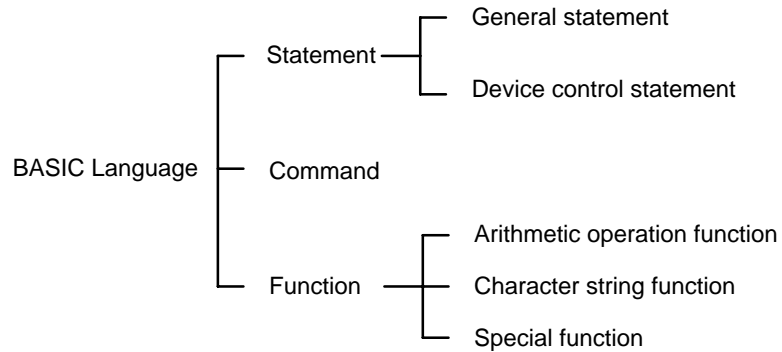 General statement
Statement
Device control statement
BASIC Language
Command
Arithmetic operation function
Function
Character string function
Special function